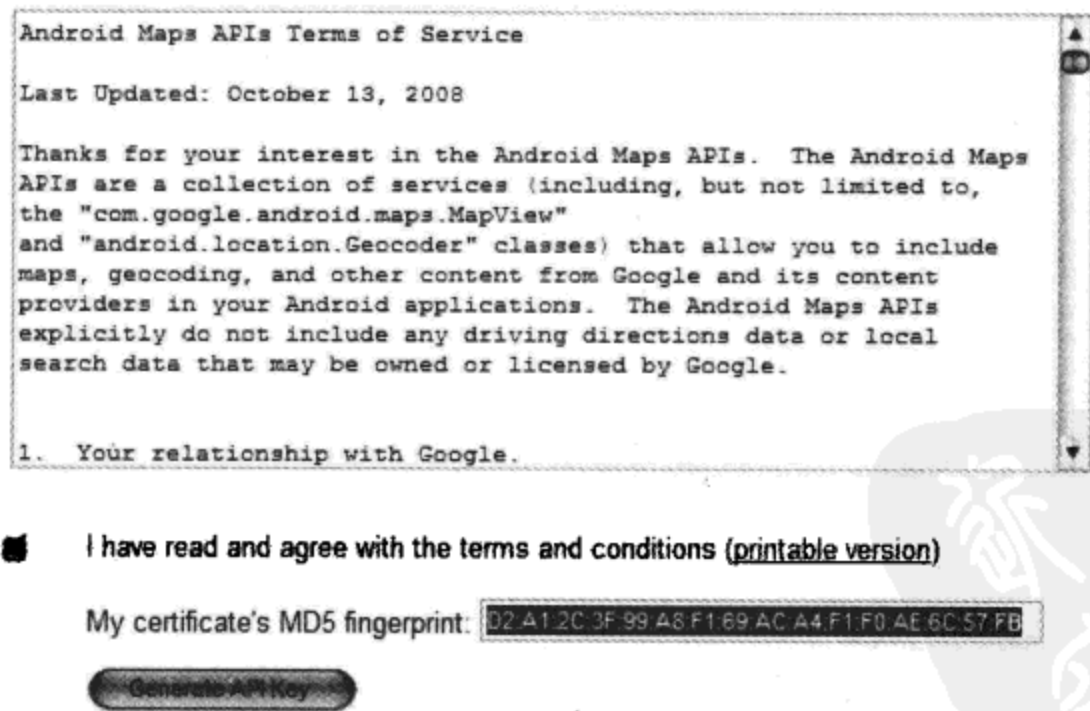 Android Maps APIs Terms of Service
Last Updated: October 13, 2008
Thanks for your interest in the Android Maps APIs. The Android Maps
APIs are a collection of services (including, but not limited to,
the "com.google.android.maps.MapView"
and "android.location.Geocoder" classes) that allow you to include
maps, geocoding, and other content from Google and its content
providers in your Android applications. The Android Maps APIs
explicitly do not include any driving directions data or local
search data that may be owned or licensed by Google.
1. Your relationship with Google.
I have read and agree with the terms and conditions (printable version)
My certificate's MD5 fingerprint: D2:A1:2C:3F:99:A8:F1:69:AC:A4:F1:F0:AE:6C:57:FB
Generate API Key